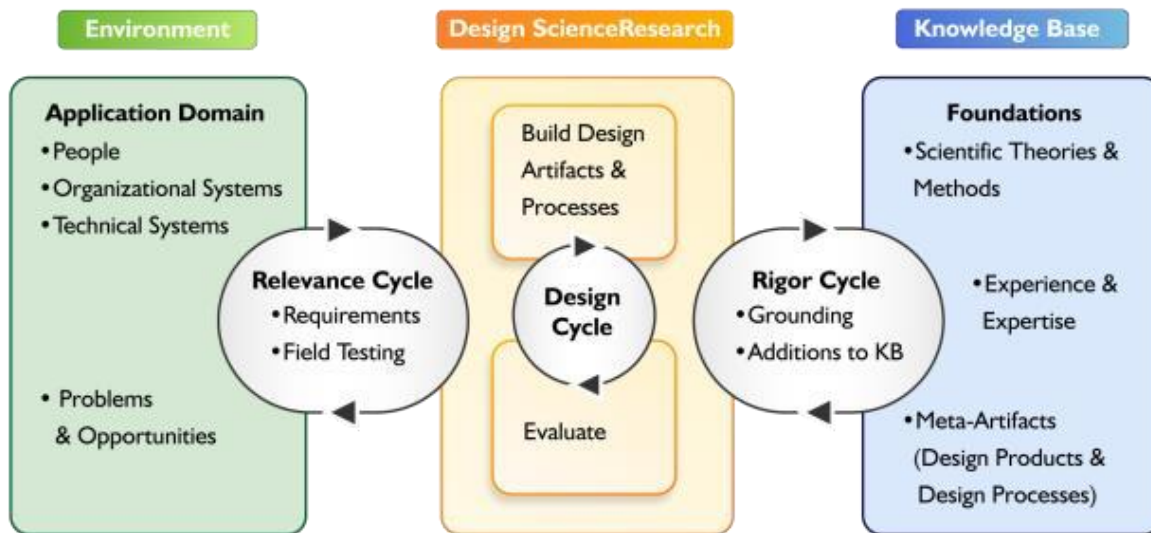 Environment
Design ScienceResearch
Knowledge Base
Application Domain
• People
• Organizational Systems
• Technical Systems
• Problems
& Opportunities
Relevance Cycle
• Requirements
• Field Testing
Build Design
Artifacts &
Processes
Design
Cycle
Evaluate
Rigor Cycle
• Grounding
• Additions to KB
Foundations
• Scientific Theories &
Methods
• Experience &
Expertise
• Meta-Artifacts
(Design Products &
Design Processes)